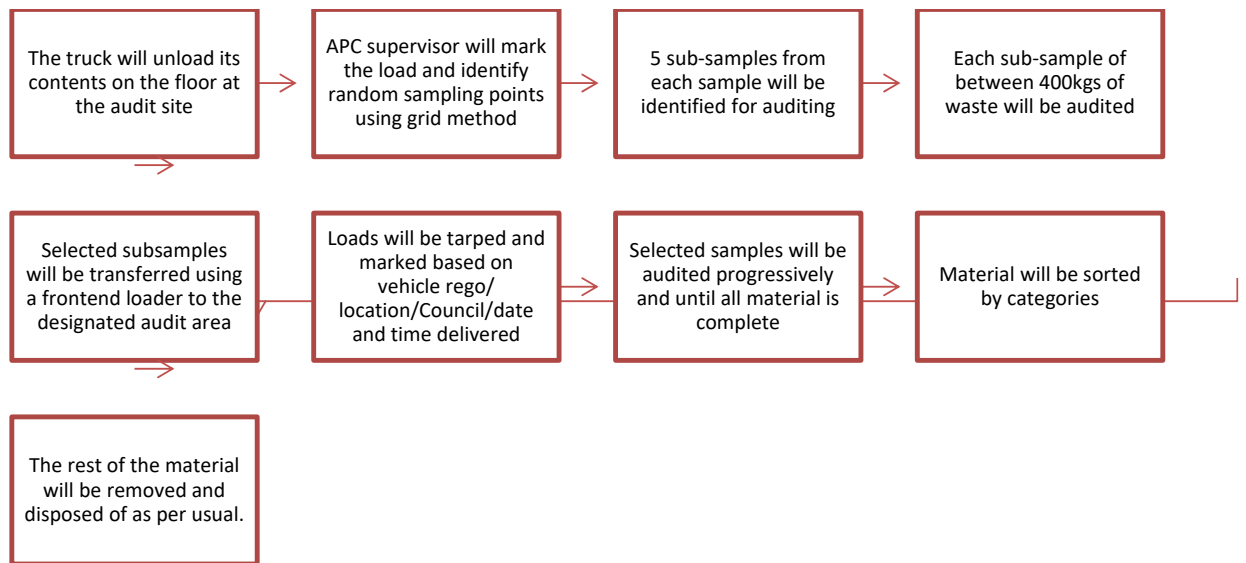 The truck will unload its
contents on the floor at
the audit site
APC supervisor will mark
the load and identify
random sampling points
using grid method
5 sub-samples from
each sample will be
identified for auditing
Each sub-sample of
between 400kgs of
waste will be audited
Selected subsamples
will be transferred using
a frontend loader to the
designated audit area
Loads will be tarped and
marked based on
vehicle rego/
location/Council/date
and time delivered
Selected samples will be
audited progressively
and until all material is
complete
Material will be sorted
by categories
The rest of the material
will be removed and
disposed of as per usual.